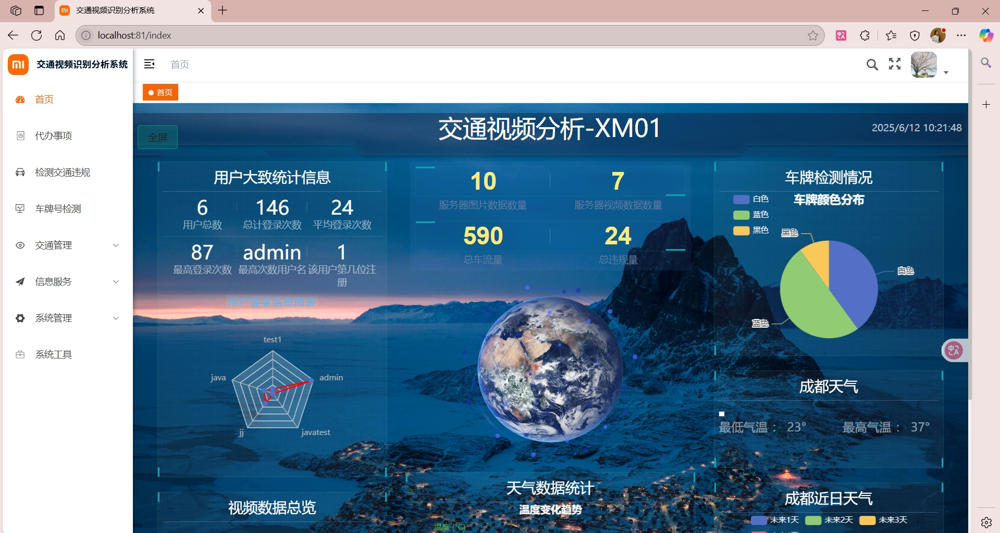 交通视频识别分析系统
localhost:81/index
交通视频识别分析系统
首页
首页
首页
代办事项
检测交通违规
车牌号检测
交通管理
信息服务
系统管理
系统工具
全屏
交通视频分析-XM01
2025/6/12 10:21:48
用户大致统计信息
6 146 24
用户总数 总计登录次数 平均登录次数
87 admin 1
最高登录次数 最高次数用户名 该用户第几位注
册
用户登录信息图表
test1
java
admin
jj
javatest
视频数据总览
10 7
服务器图片数据数量 服务器视频数据数量
590 24
总车流量 总违规量
天气数据统计
温度变化趋势
温度 (°C)
车牌检测情况
车牌颜色分布
白色
蓝色
黑色
黑色
白色
蓝色
成都天气
最低气温： 23° 最高气温： 37°
成都近日天气
未来1天 未来2天 未来3天